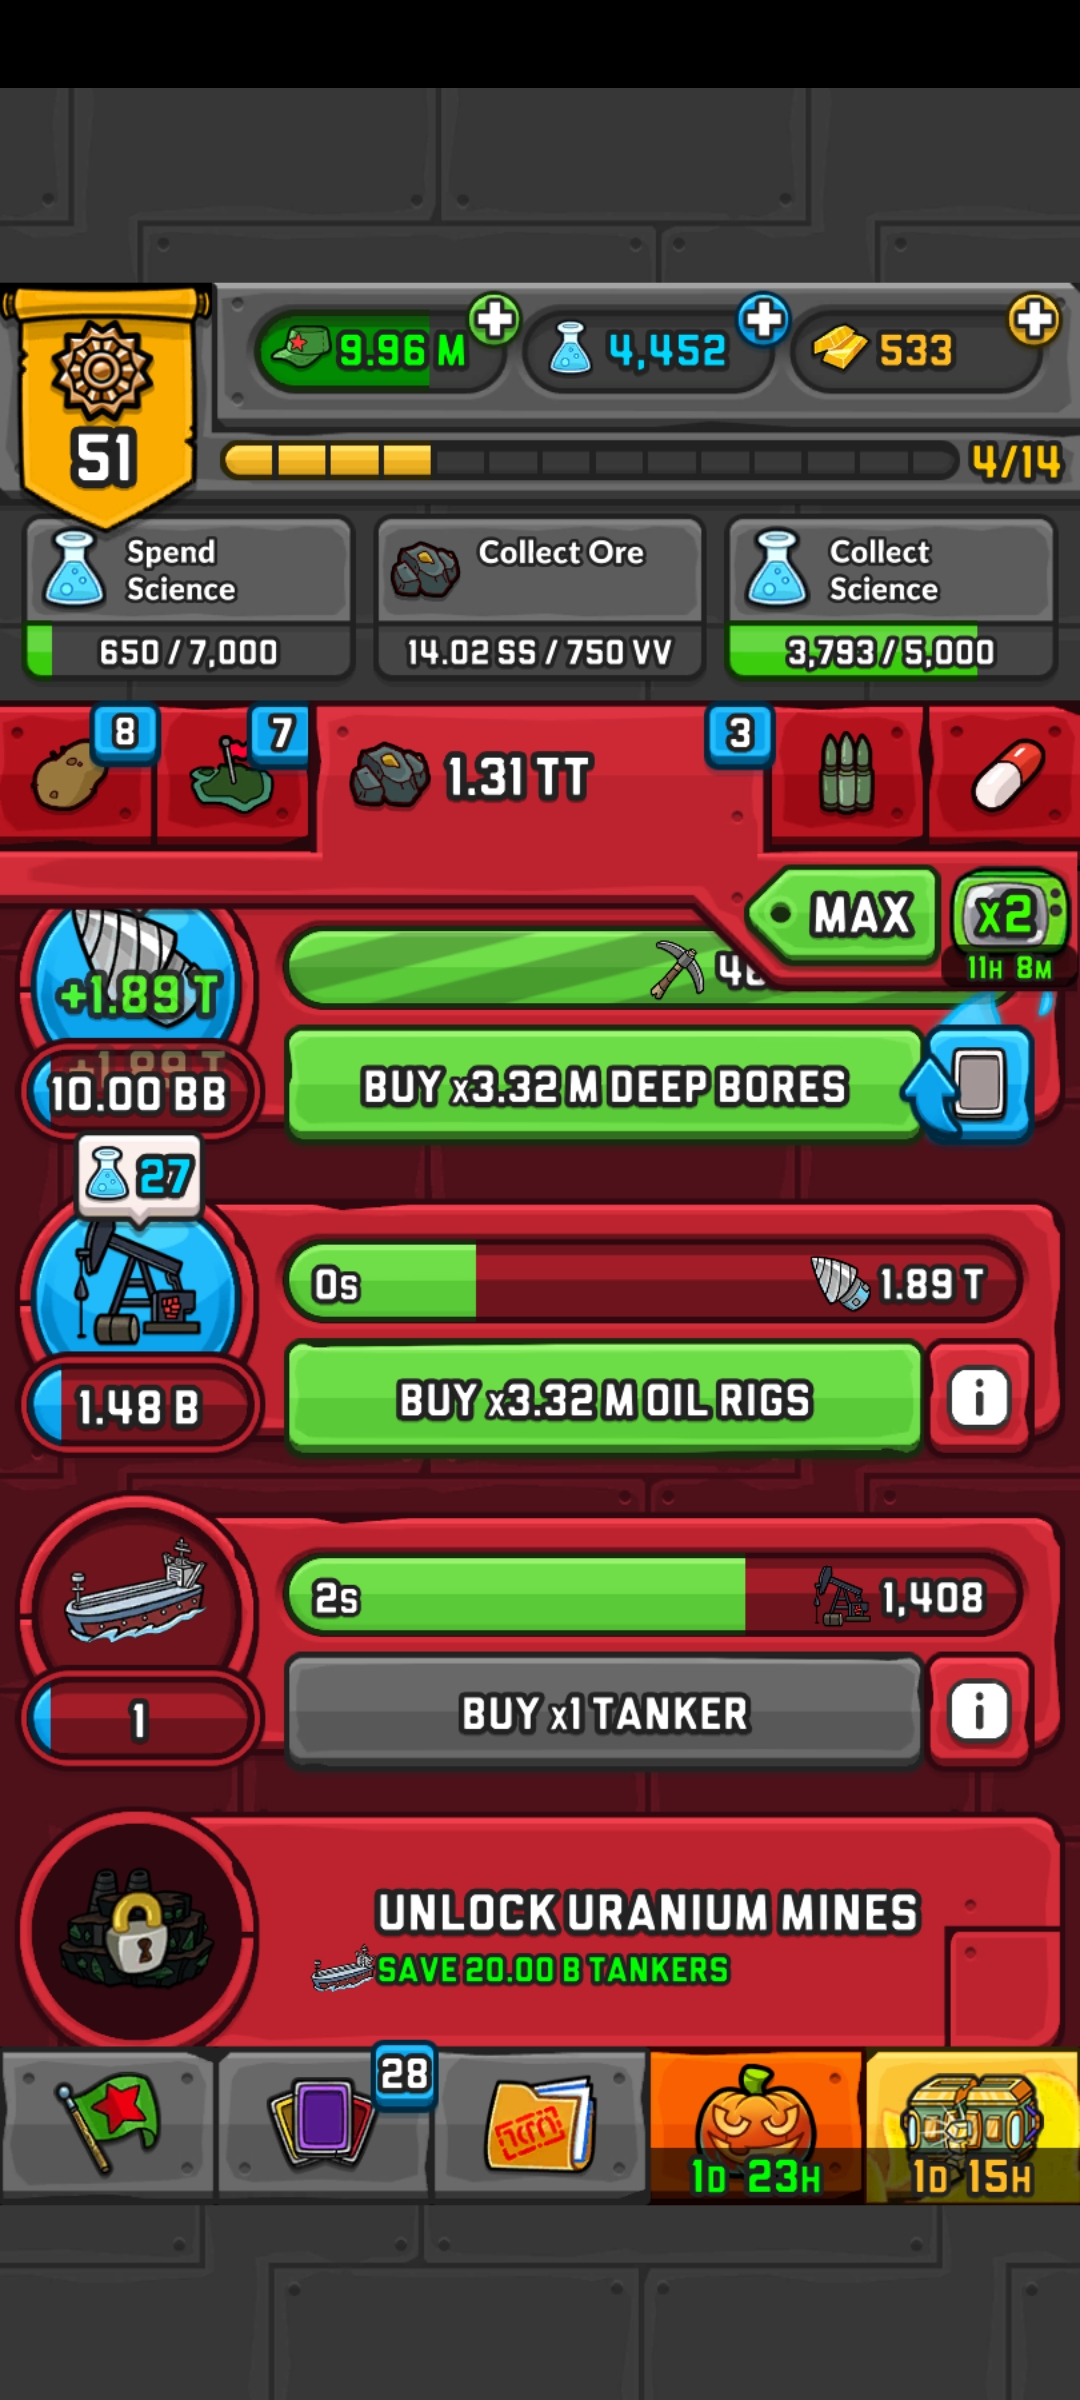 9.96 M
4,452
533
51
4/14
Spend
Science
650 / 7,000
Collect Ore
14.02 SS / 750 VV
Collect
Science
3,793 / 5,000
8
7
1.31 TT
3
MAX
x2
11H 8M
+1.89 T
+1.89 T
10.00 BB
BUY x3.32 M DEEP BORES
27
0s
1.89 T
1.48 B
BUY x3.32 M OIL RIGS
i
2s
1,408
1
BUY x1 TANKER
i
UNLOCK URANIUM MINES
SAVE 20.00 B TANKERS
28
1D 23H
1D 15H